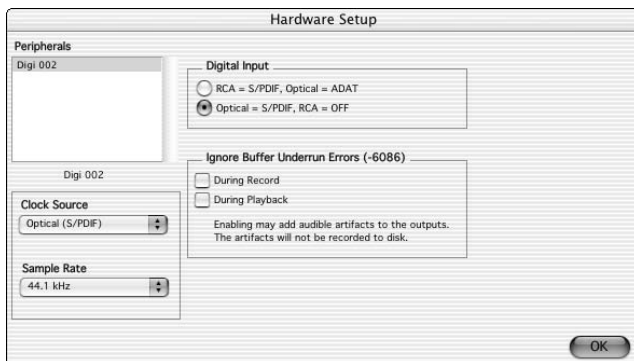 Hardware Setup
Peripherals
Digi 002
Digi 002
Clock Source
Optical (S/PDIF)
Sample Rate
44.1 kHz
Digital Input
RCA = S/PDIF, Optical = ADAT
Optical = S/PDIF, RCA = OFF
Ignore Buffer Underrun Errors (-6086)
During Record
During Playback
Enabling may add audible artifacts to the outputs.
The artifacts will not be recorded to disk.
OK